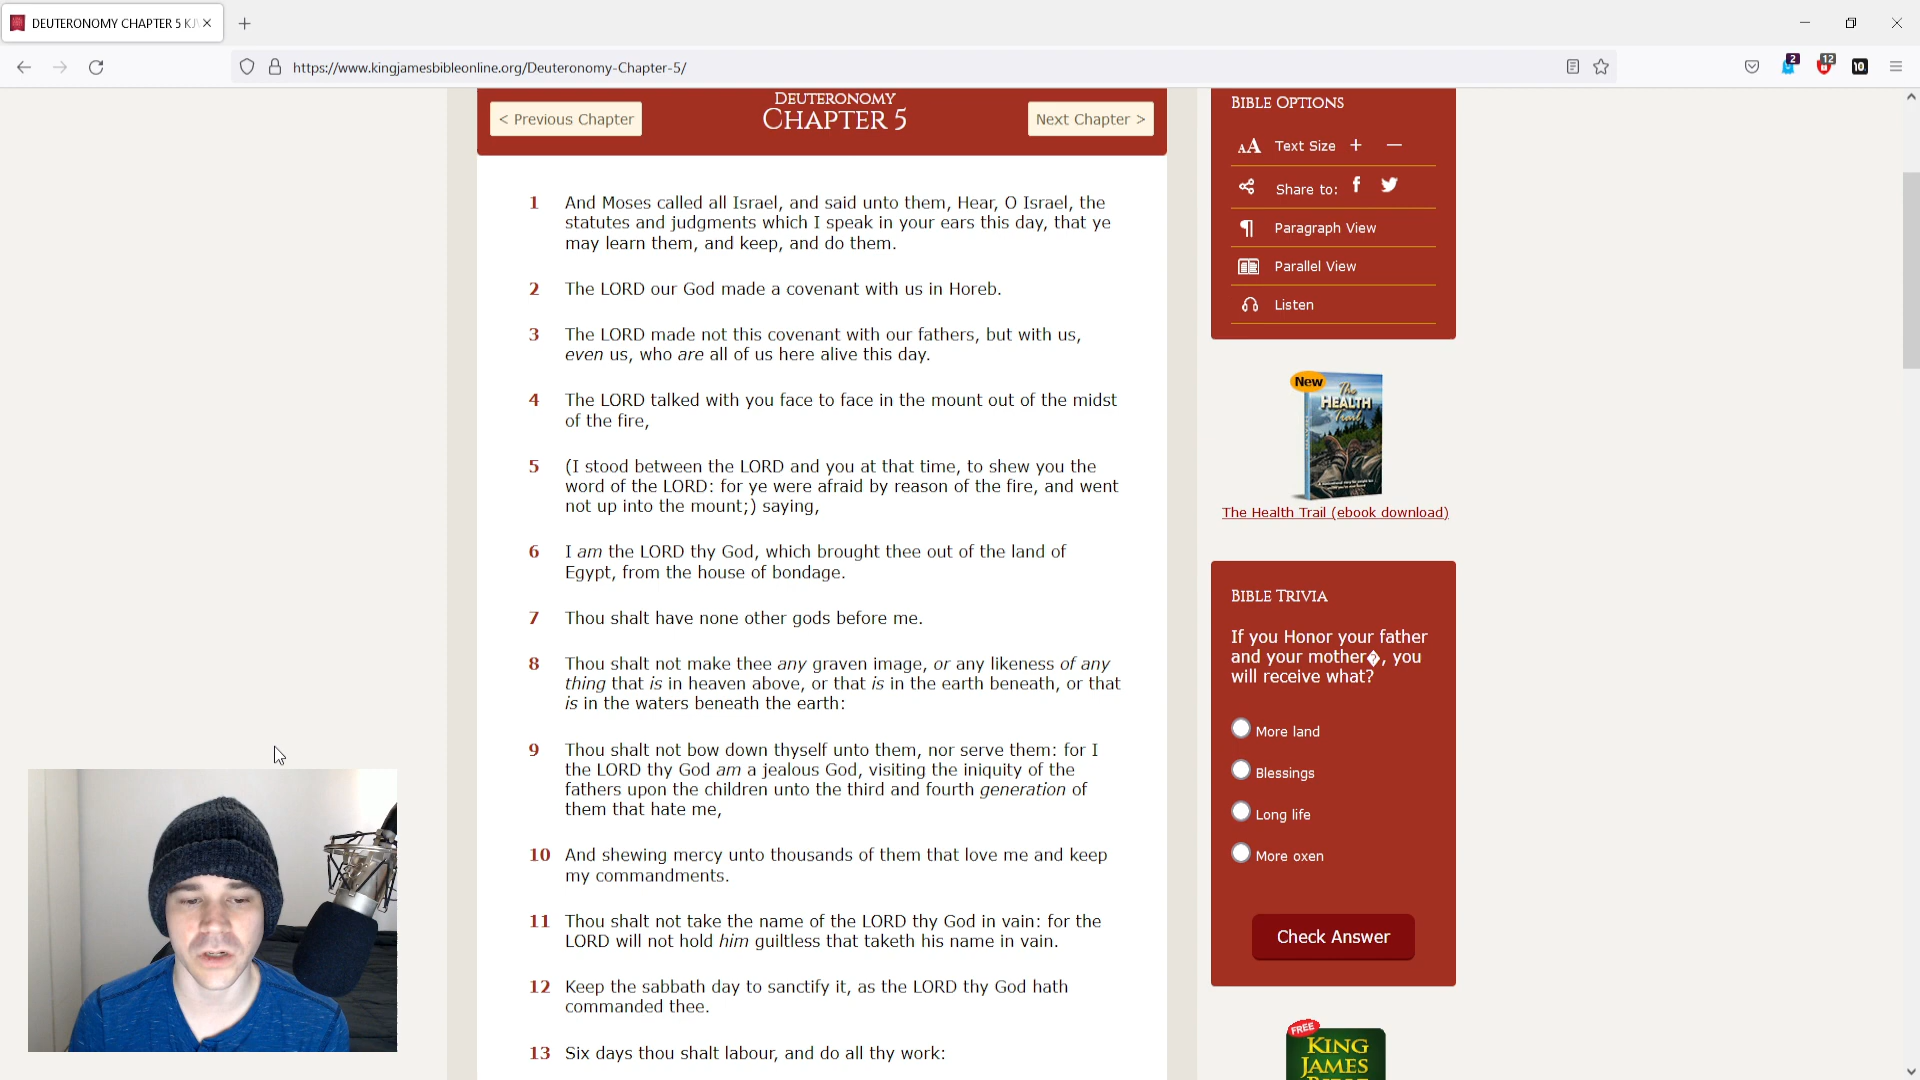 DEUTERONOMY CHAPTER 5 KJ
https://www.kingjamesbibleonline.org/Deuteronomy-Chapter-5/
2
12
10.
< Previous Chapter
DEUTERONOMY
CHAPTER 5
Next Chapter >
1 And Moses called all Israel, and said unto them, Hear, O Israel, the
statutes and judgments which I speak in your ears this day, that ye
may learn them, and keep, and do them.
2 The LORD our God made a covenant with us in Horeb.
3 The LORD made not this covenant with our fathers, but with us,
even us, who are all of us here alive this day.
4 The LORD talked with you face to face in the mount out of the midst
of the fire,
5 (I stood between the LORD and you at that time, to shew you the
word of the LORD: for ye were afraid by reason of the fire, and went
not up into the mount;) saying,
6 I am the LORD thy God, which brought thee out of the land of
Egypt, from the house of bondage.
7 Thou shalt have none other gods before me.
8 Thou shalt not make thee any graven image, or any likeness of any
thing that is in heaven above, or that is in the earth beneath, or that
is in the waters beneath the earth:
9 Thou shalt not bow down thyself unto them, nor serve them: for I
the LORD thy God am a jealous God, visiting the iniquity of the
fathers upon the children unto the third and fourth generation of
them that hate me,
10 And shewing mercy unto thousands of them that love me and keep
my commandments.
11 Thou shalt not take the name of the LORD thy God in vain: for the
LORD will not hold him guiltless that taketh his name in vain.
12 Keep the sabbath day to sanctify it, as the LORD thy God hath
commanded thee.
13 Six days thou shalt labour, and do all thy work:
BIBLE OPTIONS
AA Text Size + −
Share to:
¶ Paragraph View
Parallel View
Listen
New
The
HEALTH
Trail
The Health Trail (ebook download)
BIBLE TRIVIA
If you Honor your father
and your mother�, you
will receive what?
More land
Blessings
Long life
More oxen
Check Answer
FREE
KING
JAMES